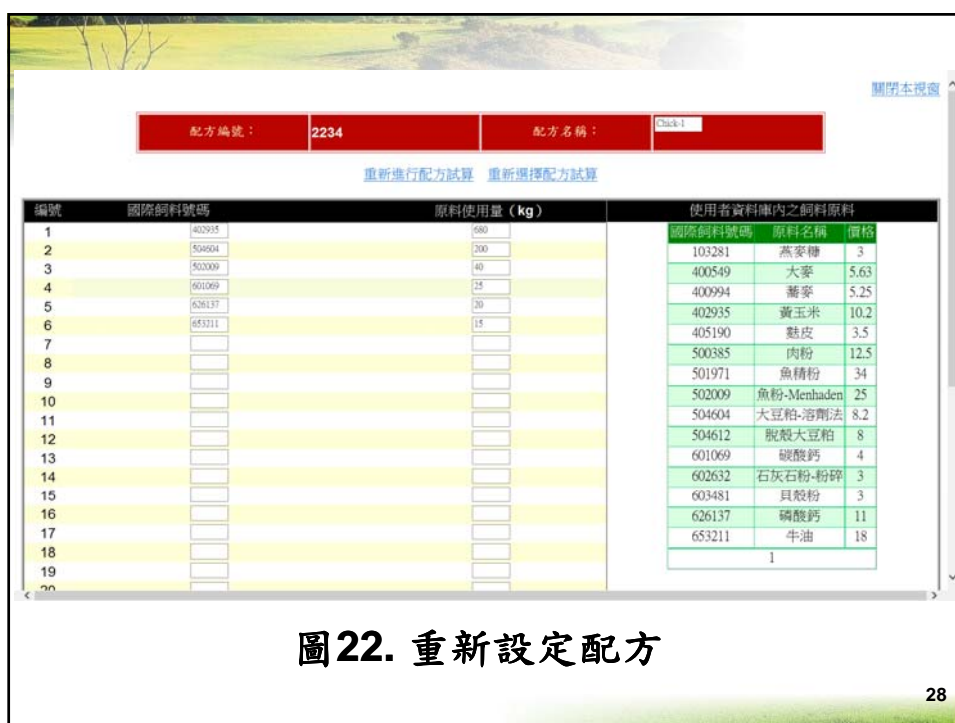 關閉本視窗
配方編號： 2234 配方名稱： Chick-1
重新進行配方試算 重新選擇配方試算
編號 國際飼料號碼 原料使用量（kg） 使用者資料庫內之飼料原料
國際飼料號碼 原料名稱 價格
1 402935 680
2 504604 200
3 502009 40
4 601069 25
5 626137 20
6 653211 15
7
8
9
10
11
12
13
14
15
16
17
18
19
20
103281 燕麥糠 3
400549 大麥 5.63
400994 蕎麥 5.25
402935 黃玉米 10.2
405190 麩皮 3.5
500385 肉粉 12.5
501971 魚精粉 34
502009 魚粉-Menhaden 25
504604 大豆粕-溶劑法 8.2
504612 脫殼大豆粕 8
601069 碳酸鈣 4
602632 石灰石粉-粉碎 3
603481 貝殼粉 3
626137 磷酸鈣 11
653211 牛油 18
1
圖22. 重新設定配方
28